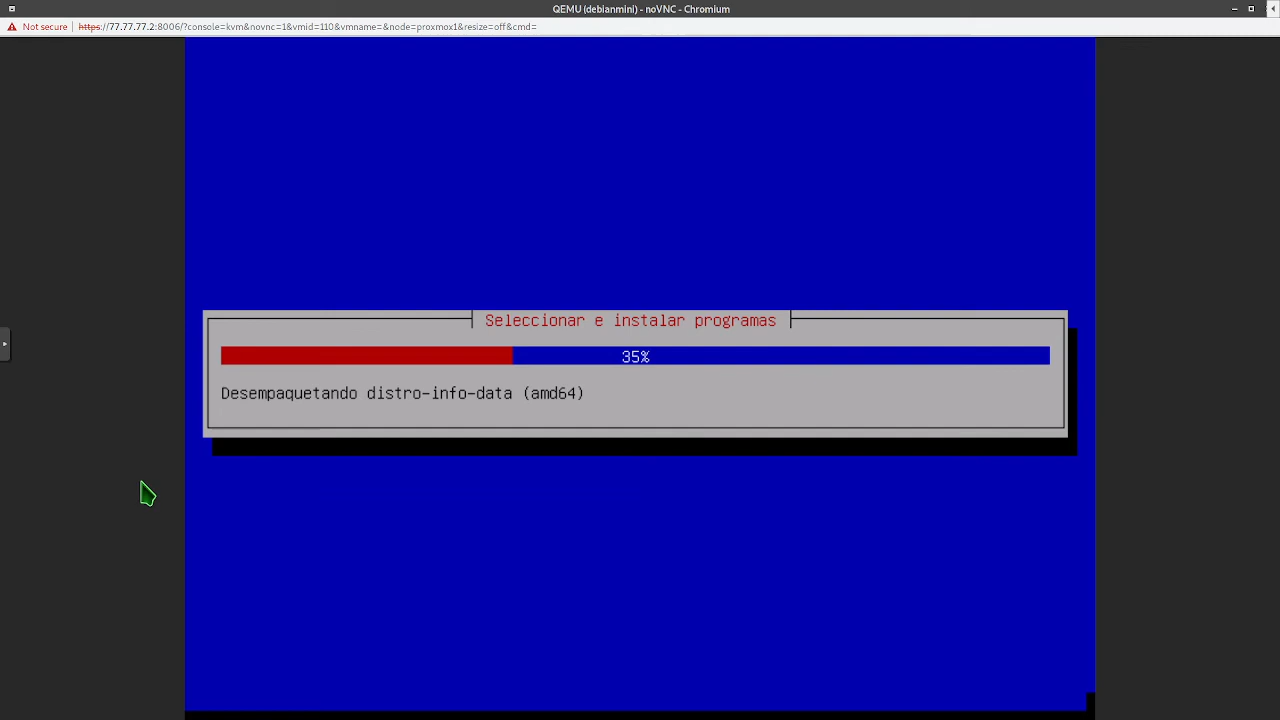 QEMU (debianmini) - noVNC - Chromium
Not secure | https://77.77.77.2:8006/?console=kvm&novnc=1&vmid=110&vmname=&node=proxmox1&resize=off&cmd=
Seleccionar e instalar programas
35%
Desempaquetando distro-info-data (amd64)